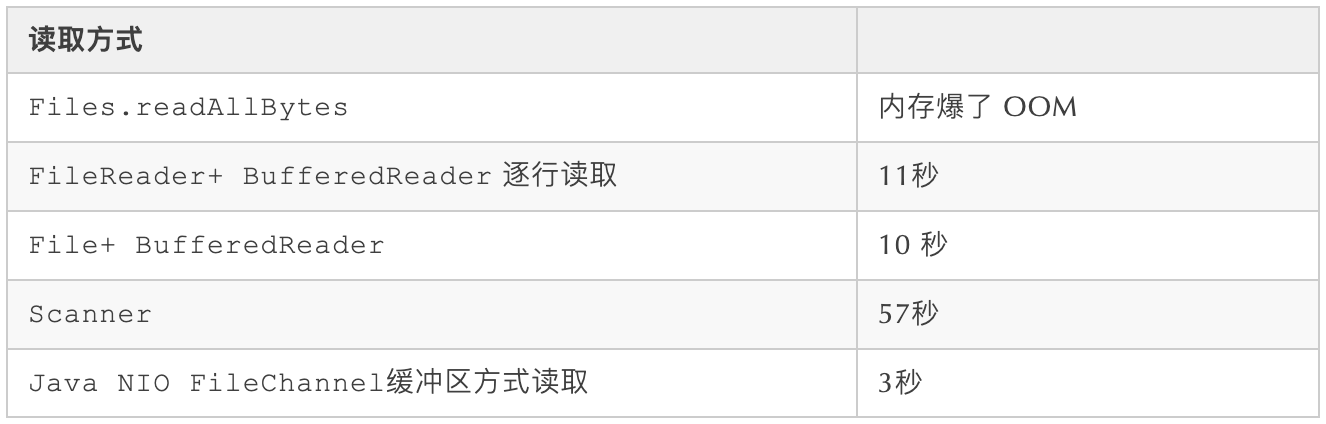 读取方式
Files.readAllBytes 内存爆了 OOM
FileReader+ BufferedReader 逐行读取 11秒
File+ BufferedReader 10 秒
Scanner 57秒
Java NIO FileChannel缓冲区方式读取 3秒